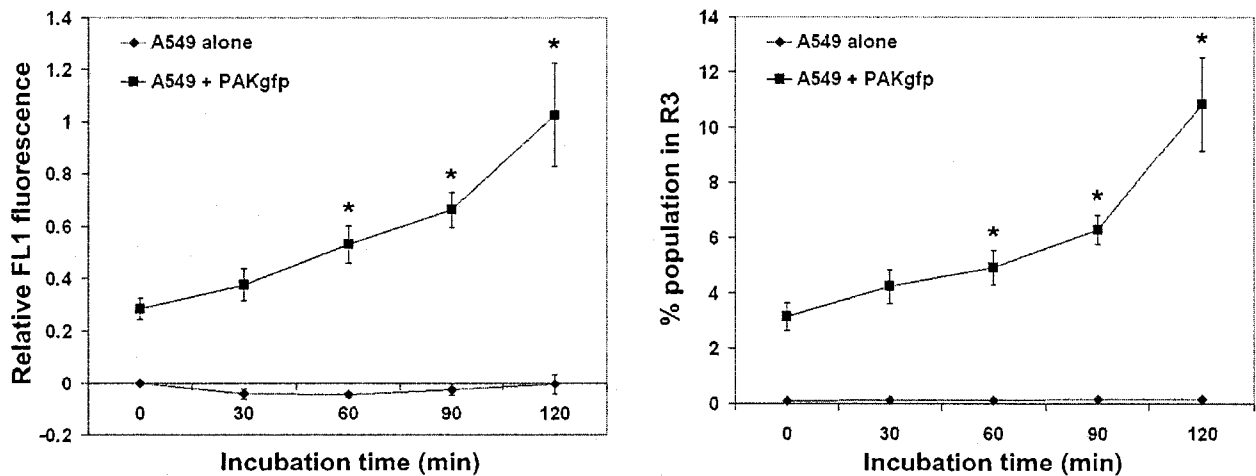 1.4
1.2
1
0.8
0.6
0.4
0.2
0
-0.2
Relative FL1 fluorescence
A549 alone
A549 + PAKgfp
*
*
*
0 30 60 90 120
Incubation time (min)
14
12
10
8
6
4
2
0
% population in R3
A549 alone
A549 + PAKgfp
*
*
*
0 30 60 90 120
Incubation time (min)